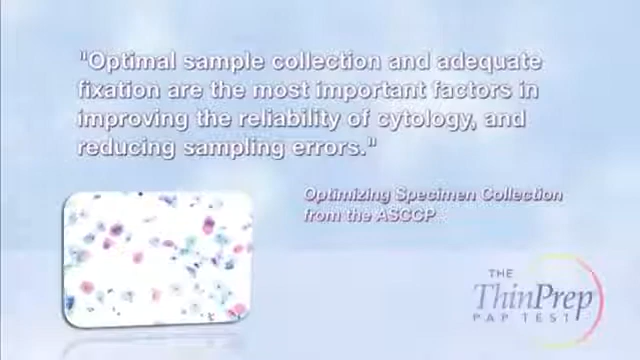 "Optimal sample collection and adequate
fixation are the most important factors in
improving the reliability of cytology, and
reducing sampling errors."
Optimizing Specimen Collection
from the ASCCP
THE
ThinPrep
PAP TEST